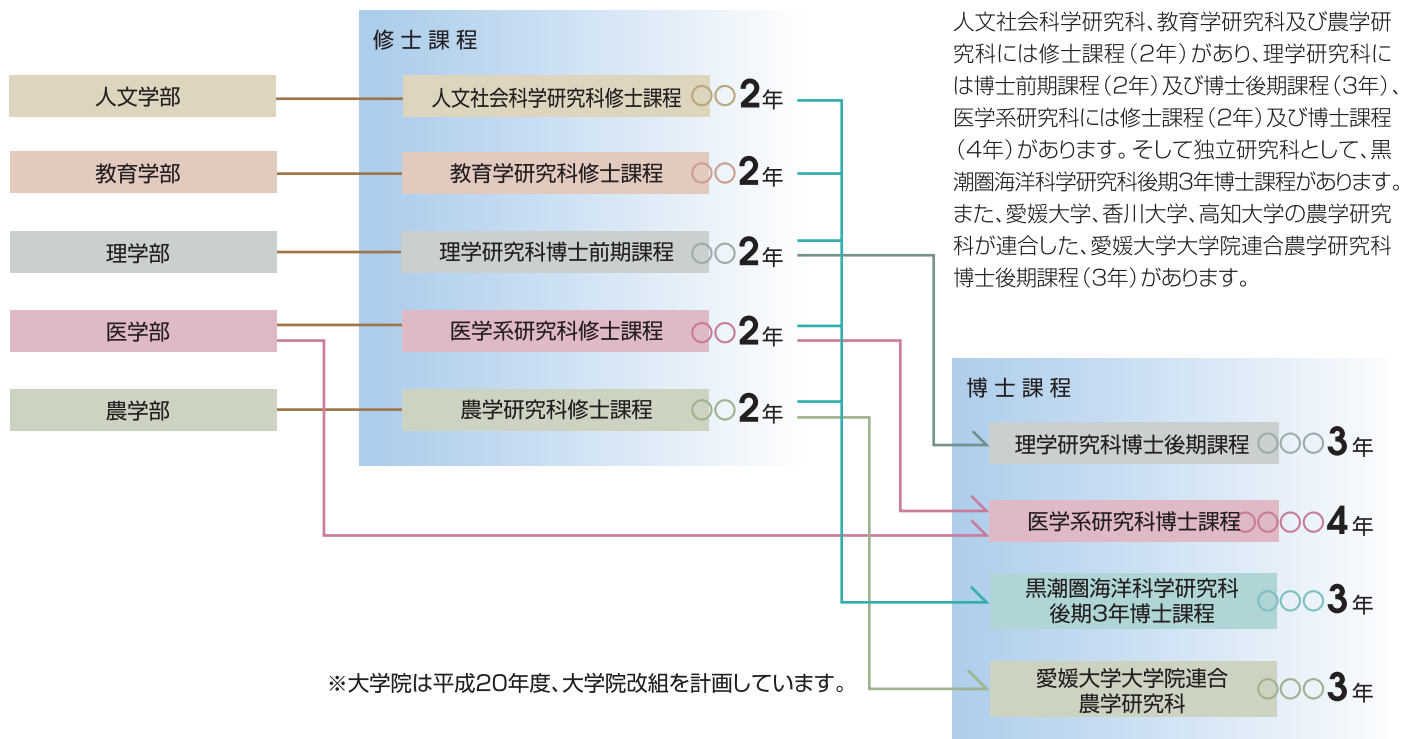 人文社会科学研究科、教育学研究科及び農学研
究科には修士課程（2年）があり、理学研究科に
は博士前期課程（2年）及び博士後期課程（3年）、
医学系研究科には修士課程（2年）及び博士課程
（4年）があります。そして独立研究科として、黒
潮圏海洋科学研究科後期3年博士課程があります。
また、愛媛大学、香川大学、高知大学の農学研究
科が連合した、愛媛大学大学院連合農学研究科
博士後期課程（3年）があります。
修士課程
人文学部
人文社会科学研究科修士課程 ○○2年
教育学部
教育学研究科修士課程 ○○2年
理学部
理学研究科博士前期課程 ○○2年
医学部
医学系研究科修士課程 ○○2年
農学部
農学研究科修士課程 ○○2年
博士課程
理学研究科博士後期課程 ○○○3年
医学系研究科博士課程 ○○○○4年
黒潮圏海洋科学研究科
後期3年博士課程 ○○○3年
愛媛大学大学院連合
農学研究科 ○○○3年
※大学院は平成20年度、大学院改組を計画しています。